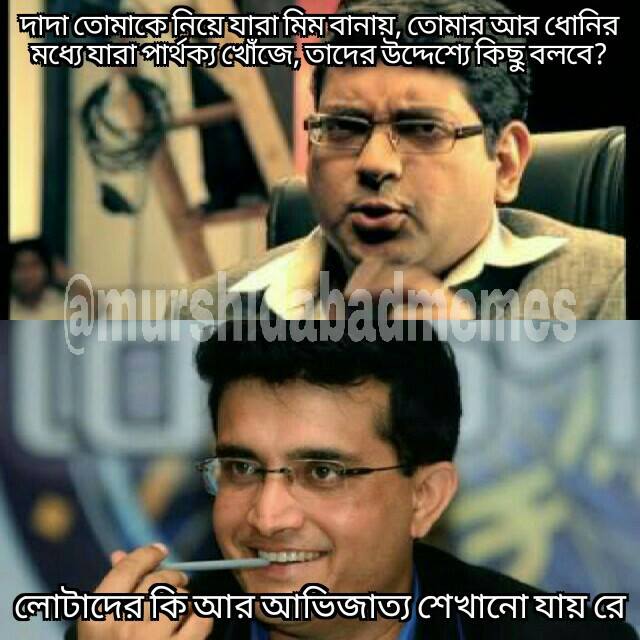 দাদা তোমাকে নিয়ে যারা মিম বানায়, তোমার আর ধোনির
মধ্যে যারা পার্থক্য খোঁজে, তাদের উদ্দেশ্যে কিছু বলবে?
@murshidabadmemes
লোটাদের কি আর আভিজাত্য শেখানো যায় রে